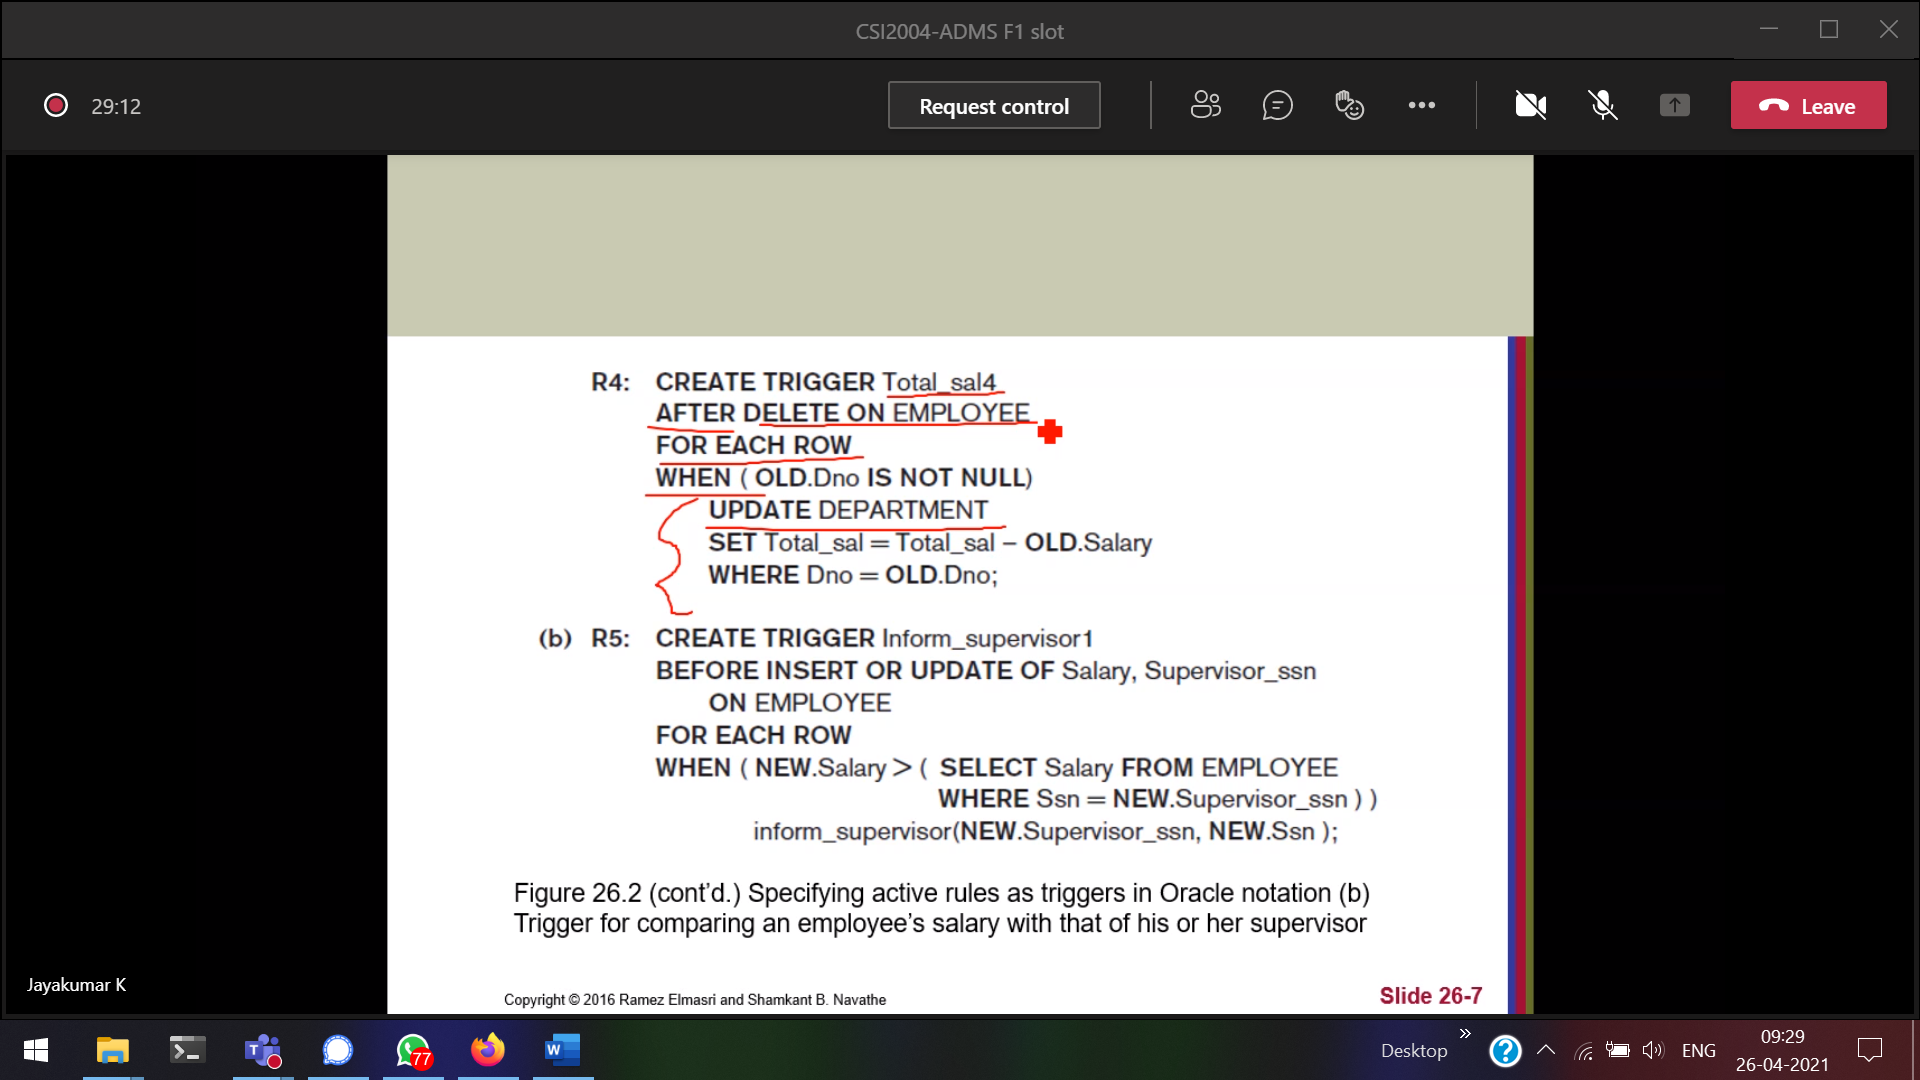 CSI2004-ADMS F1 slot
29:12
Request control
Leave
R4: CREATE TRIGGER Total_sal4
AFTER DELETE ON EMPLOYEE
FOR EACH ROW
WHEN ( OLD.Dno IS NOT NULL)
UPDATE DEPARTMENT
SET Total_sal = Total_sal – OLD.Salary
WHERE Dno = OLD.Dno;
(b) R5: CREATE TRIGGER Inform_supervisor1
BEFORE INSERT OR UPDATE OF Salary, Supervisor_ssn
ON EMPLOYEE
FOR EACH ROW
WHEN ( NEW.Salary > ( SELECT Salary FROM EMPLOYEE
WHERE Ssn = NEW.Supervisor_ssn ) )
inform_supervisor(NEW.Supervisor_ssn, NEW.Ssn );
Figure 26.2 (cont’d.) Specifying active rules as triggers in Oracle notation (b)
Trigger for comparing an employee’s salary with that of his or her supervisor
Jayakumar K
Copyright © 2016 Ramez Elmasri and Shamkant B. Navathe
Slide 26-7
T
77
W
Desktop
»
?
ENG
09:29
26-04-2021